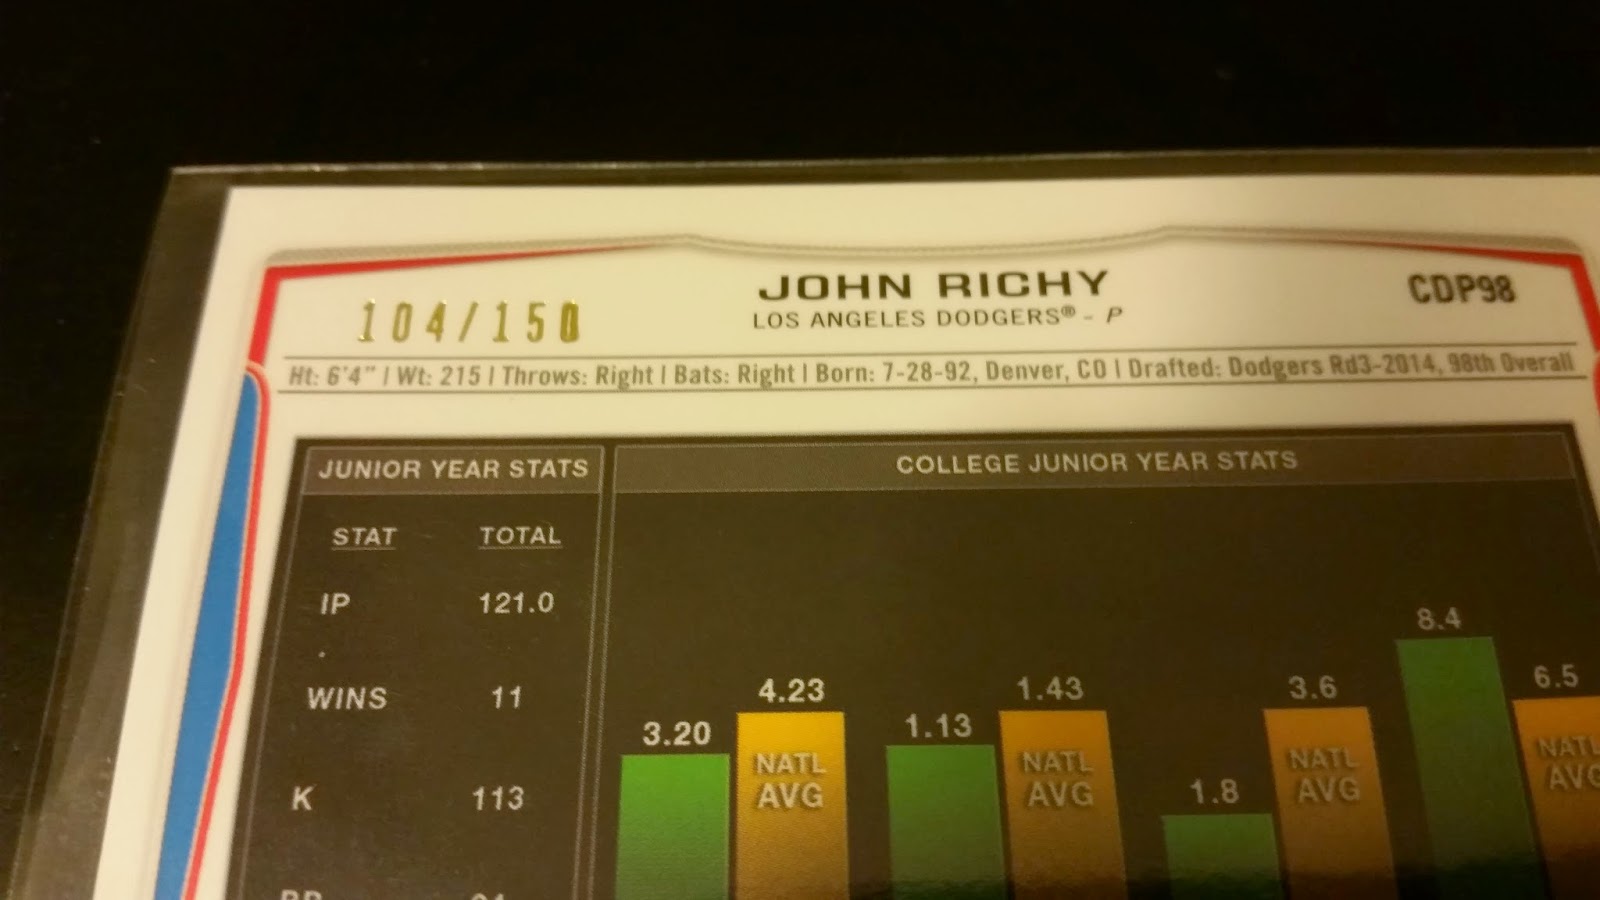 104/150
JOHN RICHY
CDP98
LOS ANGELES DODGERS® - P
Ht: 6'4" | Wt: 215 | Throws: Right | Bats: Right | Born: 7-28-92, Denver, CO | Drafted: Dodgers Rd3-2014, 98th Overall
JUNIOR YEAR STATS
STAT TOTAL
IP 121.0
WINS 11
K 113
COLLEGE JUNIOR YEAR STATS
3.20
4.23
NATL
AVG
1.13
1.43
NATL
AVG
1.8
3.6
NATL
AVG
8.4
6.5
NATL
AVG